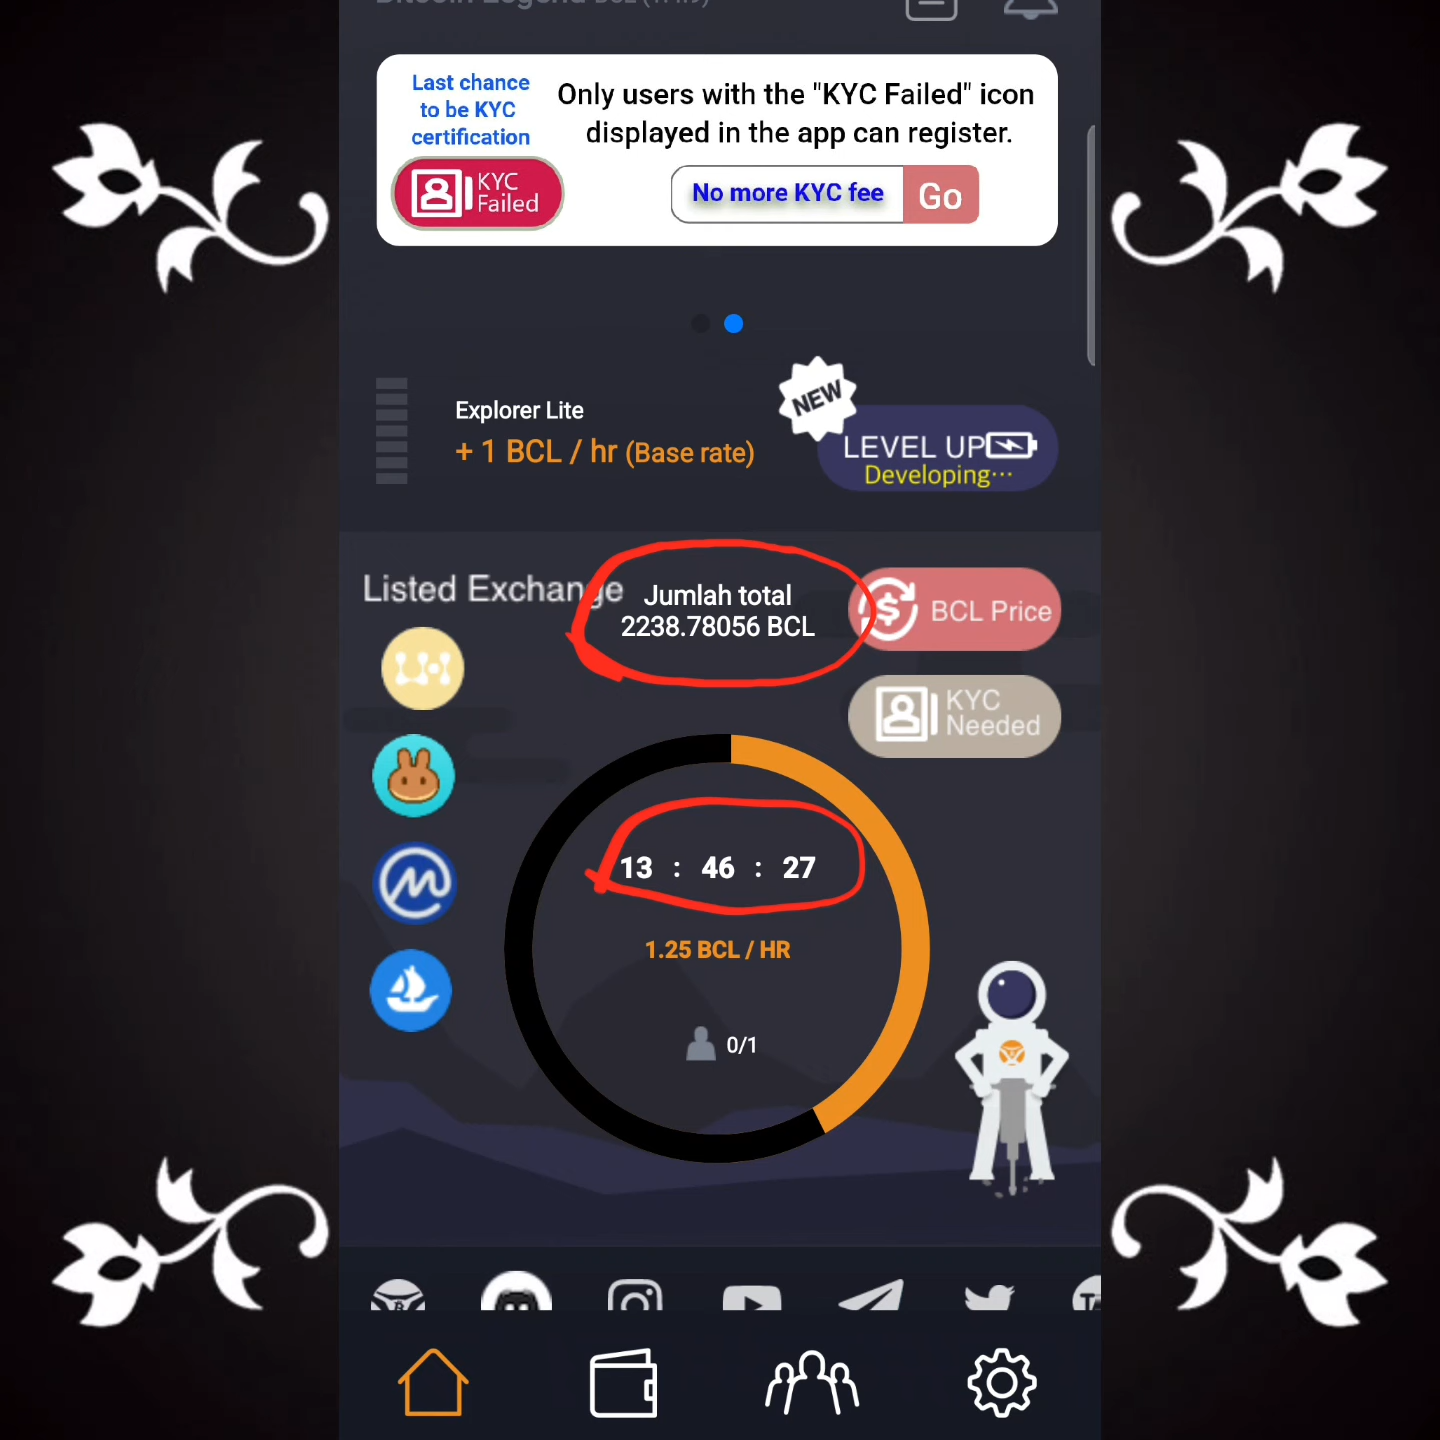 Last chance
to be KYC
certification
Only users with the "KYC Failed" icon
displayed in the app can register.
KYC
Failed
No more KYC fee
Go
Explorer Lite
+ 1 BCL / hr (Base rate)
NEW
LEVEL UP
Developing…
Listed Exchange
Jumlah total
2238.78056 BCL
BCL Price
KYC
Needed
13 : 46 : 27
1.25 BCL / HR
0/1